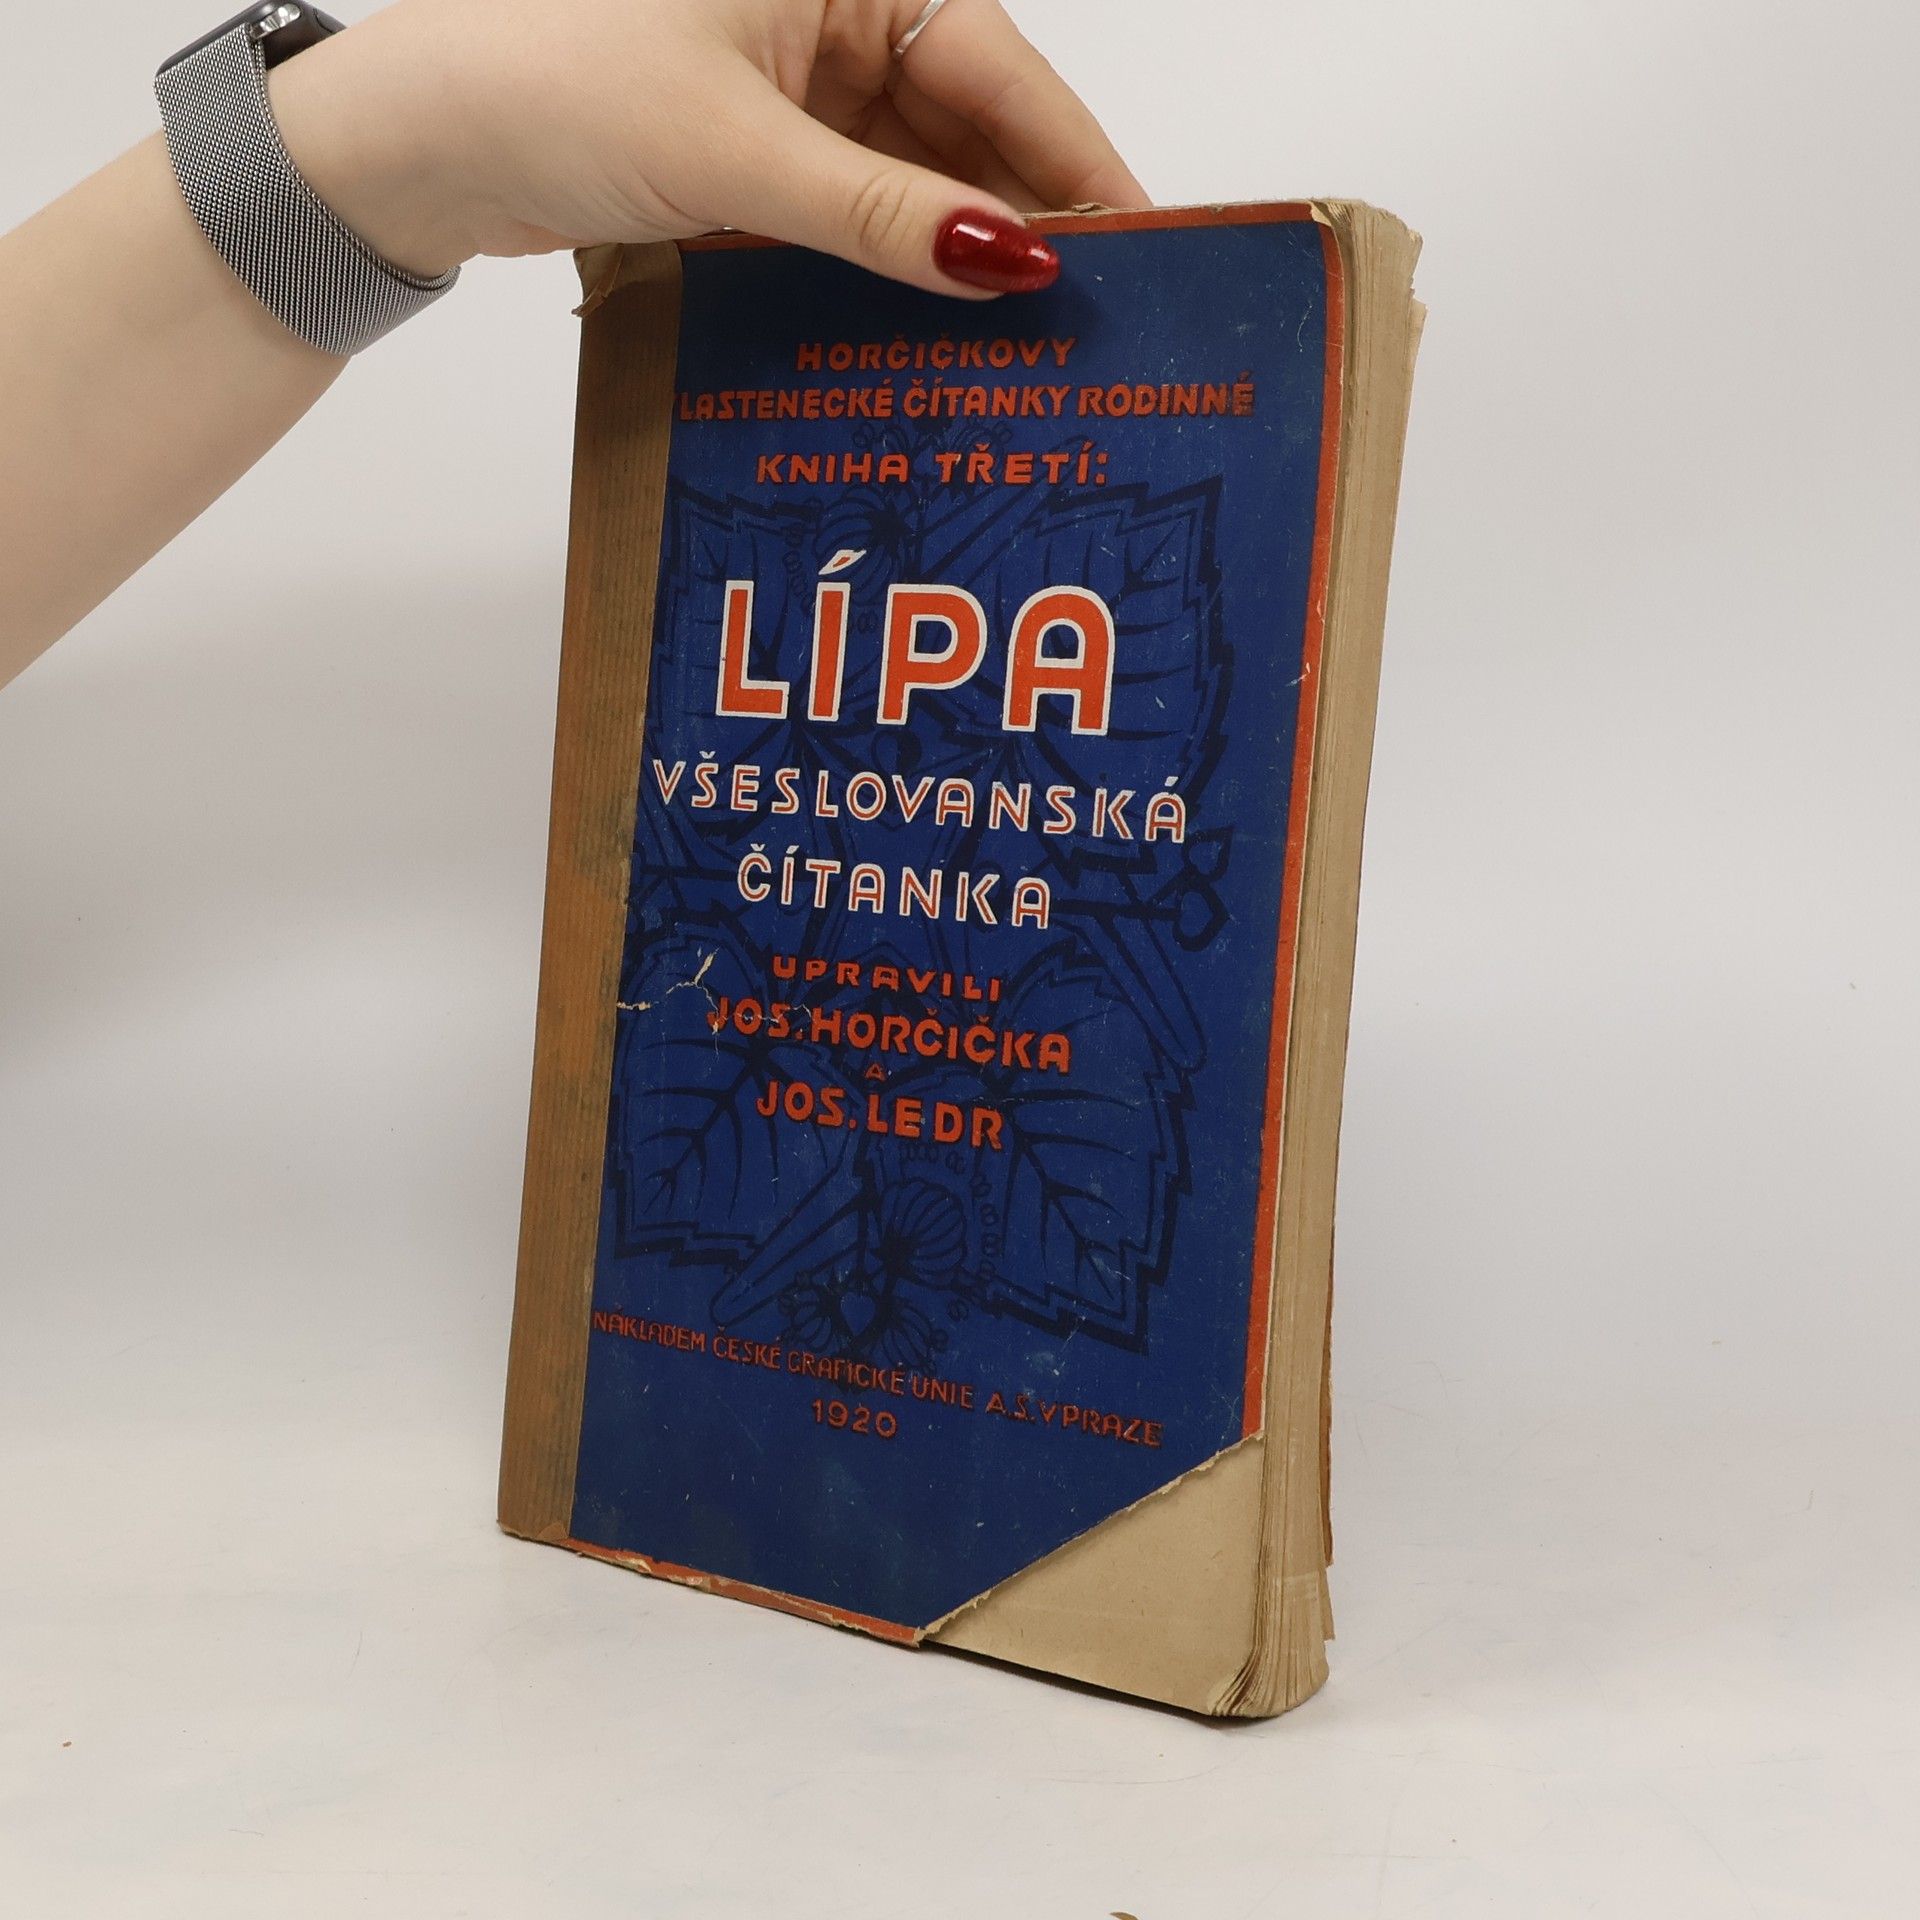 HORČIČKOVY
VLASTENECKÉ ČÍTANKY RODINNÉ
KNIHA TŘETÍ:
LÍPA
VŠESLOVANSKÁ
ČÍTANKA
UPRAVILI
JOS. HORČIČKA
A
JOS. LEDR
NÁKLADEM ČESKÉ GRAFICKÉ UNIE A. S. V PRAZE
1920